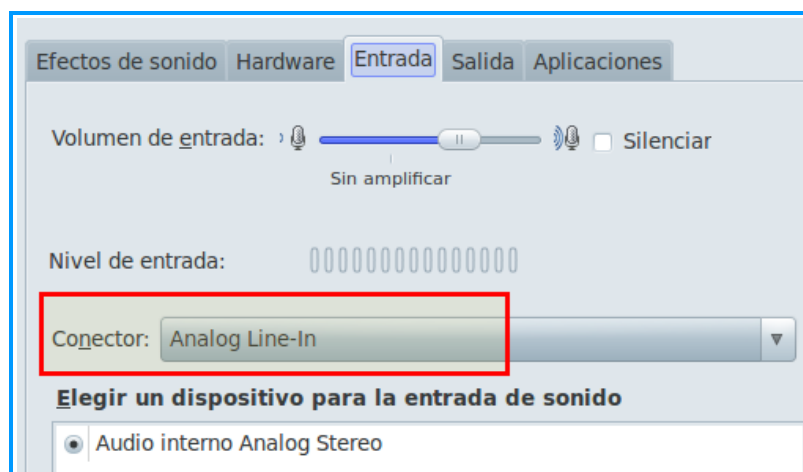 Efectos de sonido Hardware Entrada Salida Aplicaciones
Volumen de entrada: Silenciar
Sin amplificar
Nivel de entrada:
Conector: Analog Line-In
Elegir un dispositivo para la entrada de sonido
Audio interno Analog Stereo